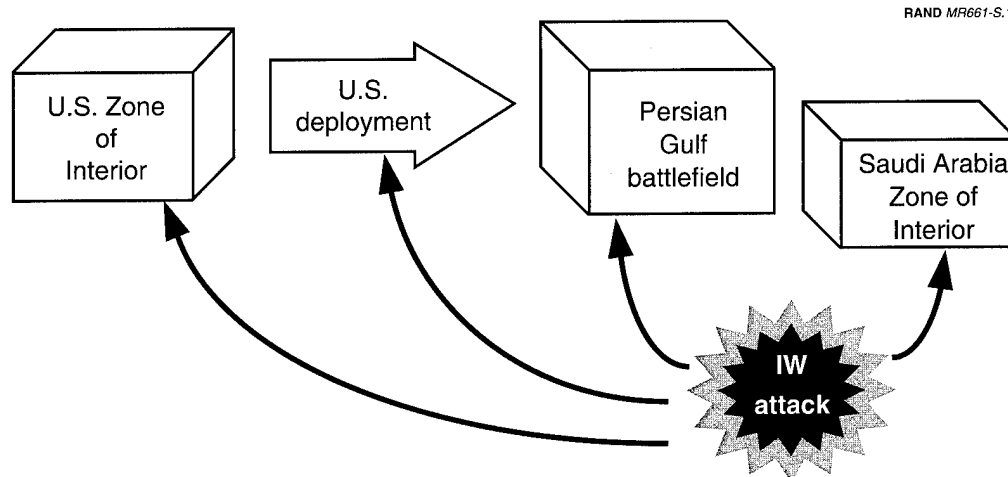 RAND MR661-S.
U.S. Zone
of
Interior
U.S.
deployment
Persian
Gulf
battlefield
Saudi Arabia
Zone of
Interior
IW
attack